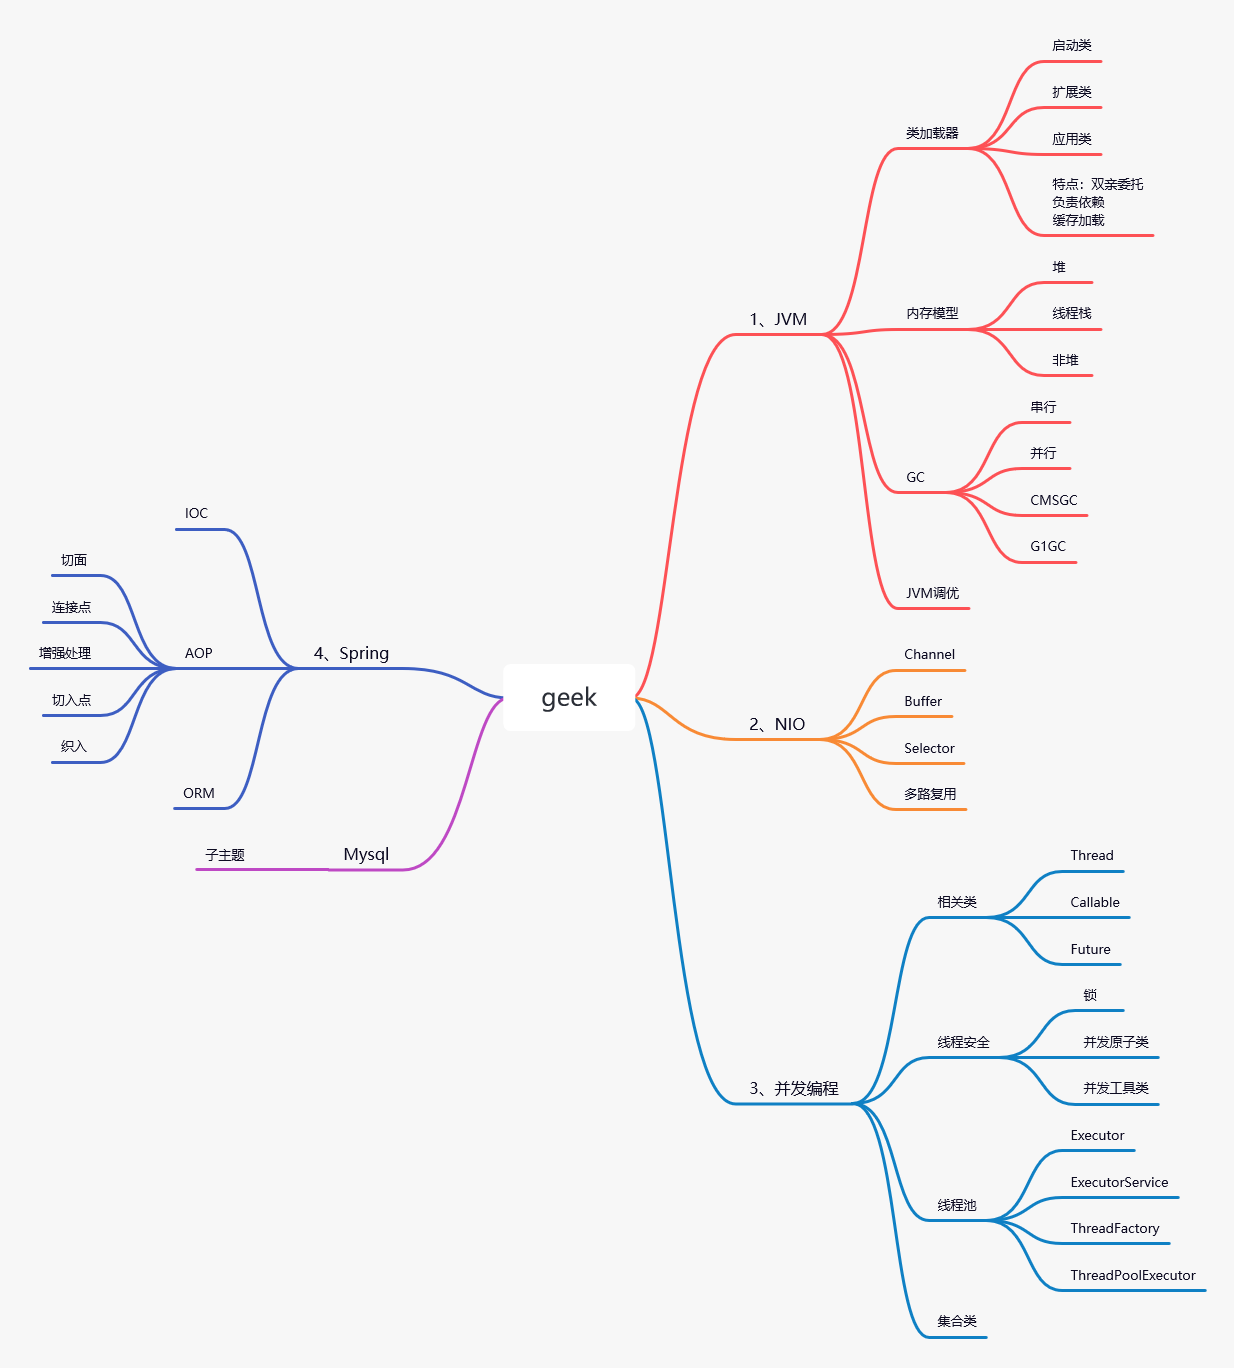 geek
1、JVM
类加载器
启动类
扩展类
应用类
特点：双亲委托
负责依赖
缓存加载
内存模型
堆
线程栈
非堆
GC
串行
并行
CMSGC
G1GC
JVM调优
2、NIO
Channel
Buffer
Selector
多路复用
3、并发编程
相关类
Thread
Callable
Future
线程安全
锁
并发原子类
并发工具类
线程池
Executor
ExecutorService
ThreadFactory
ThreadPoolExecutor
集合类
4、Spring
IOC
AOP
切面
连接点
增强处理
切入点
织入
ORM
Mysql
子主题